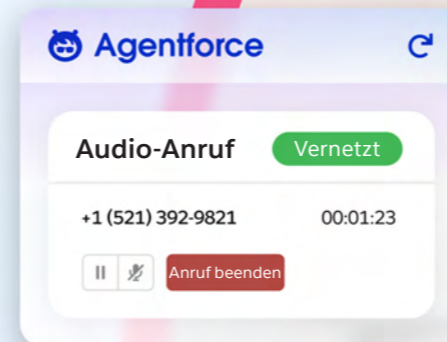 Agentforce
Audio-Anruf Vernetzt
+1 (521) 392-9821 00:01:23
Anruf beenden